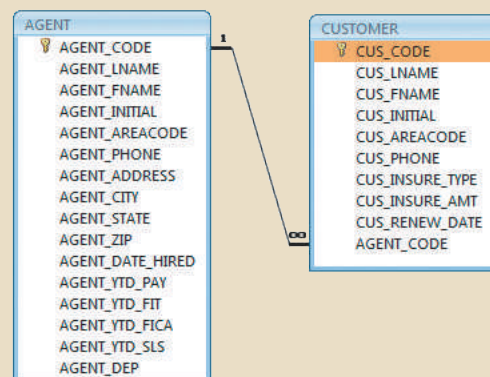 AGENT
AGENT_CODE
AGENT_LNAME
AGENT_FNAME
AGENT_INITIAL
AGENT_AREACODE
AGENT_PHONE
AGENT_ADDRESS
AGENT_CITY
AGENT_STATE
AGENT_ZIP
AGENT_DATE_HIRED
AGENT_YTD_PAY
AGENT_YTD_FIT
AGENT_YTD_FICA
AGENT_YTD_SLS
AGENT_DEP
1
∞
CUSTOMER
CUS_CODE
CUS_LNAME
CUS_FNAME
CUS_INITIAL
CUS_AREACODE
CUS_PHONE
CUS_INSURE_TYPE
CUS_INSURE_AMT
CUS_RENEW_DATE
AGENT_CODE